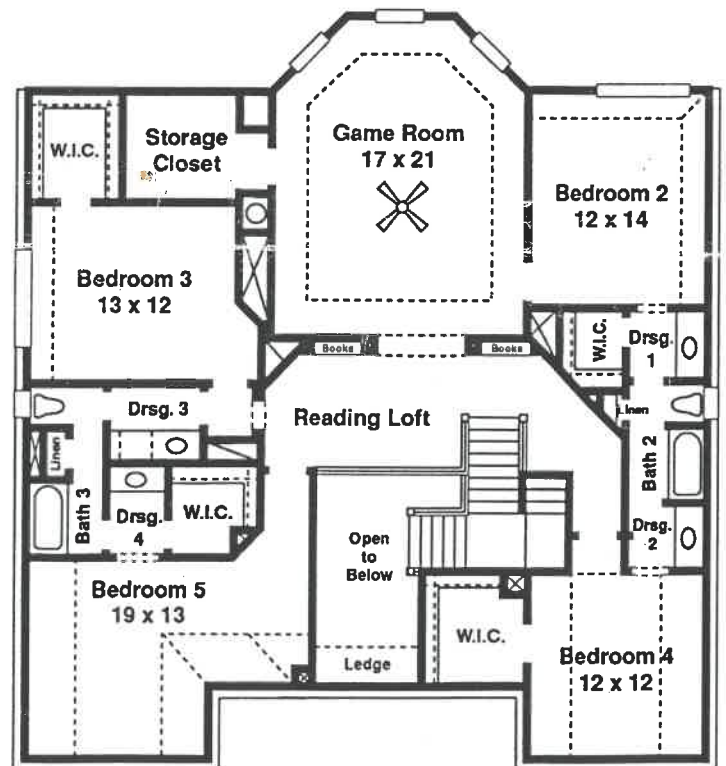 W.I.C.
Storage
Closet
Game Room
17 x 21
Bedroom 2
12 x 14
Bedroom 3
13 x 12
Books
Books
W.I.C.
Drsg.
1
Drsg. 3
Reading Loft
Linen
Linen
Bath 2
Bath 3
Drsg.
4
W.I.C.
Open
to
Below
Drsg.
2
Bedroom 5
19 x 13
W.I.C.
Ledge
Bedroom 4
12 x 12